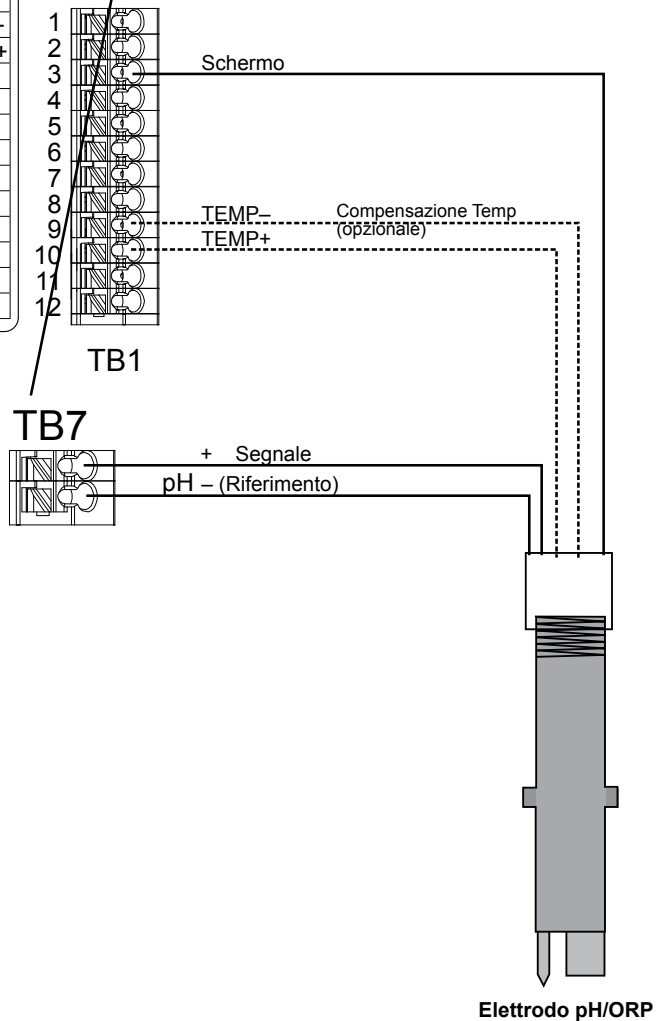 –
+
1
2
3
4
5
6
7
8
9
10
11
12
Schermo
TEMP–
Compensazione Temp
(opzionale)
TEMP+
TB1
TB7
+ Segnale
pH – (Riferimento)
Elettrodo pH/ORP